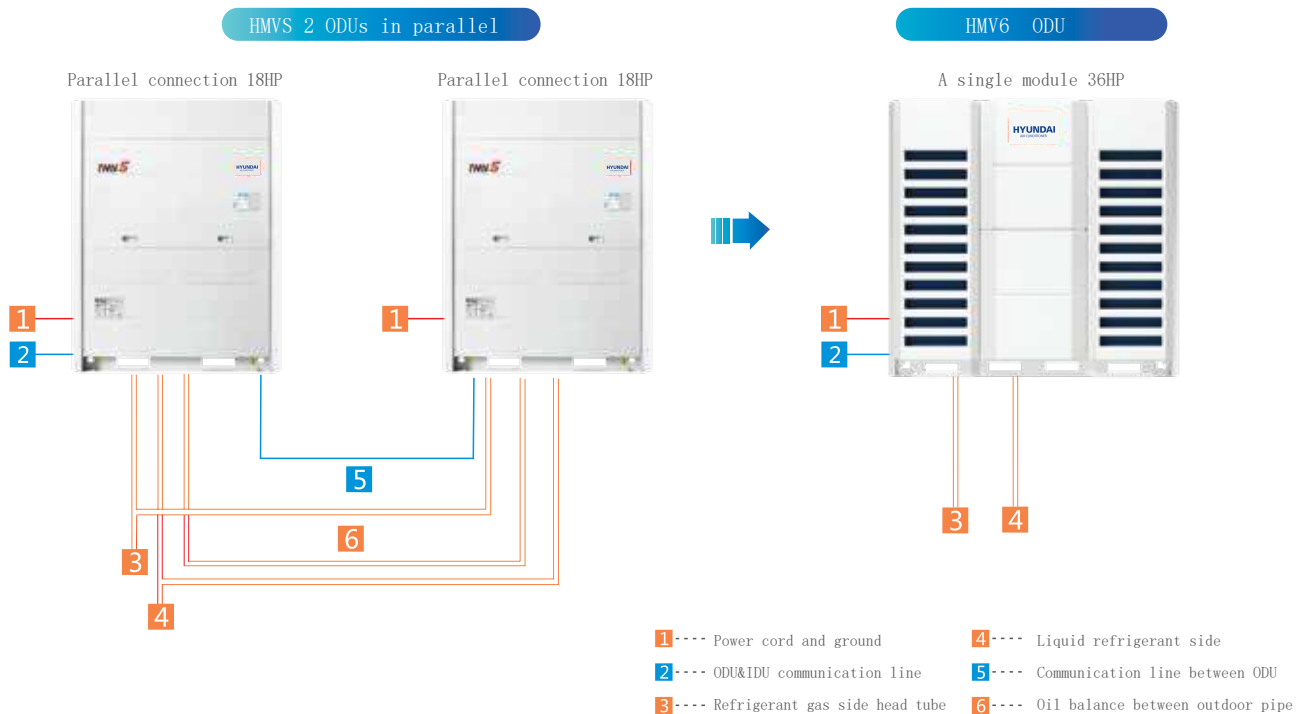 HMVS 2 ODUs in parallel
HMV6 ODU
Parallel connection 18HP
Parallel connection 18HP
A single module 36HP
HYUNDAI
HYUNDAI
HYUNDAI
AIR CONDITIONER
1
2
1
1
2
5
6
3
4
3
4
1 ---- Power cord and ground
2 ---- ODU&IDU communication line
3 ---- Refrigerant gas side head tube
4 ---- Liquid refrigerant side
5 ---- Communication line between ODU
6 ---- Oil balance between outdoor pipe